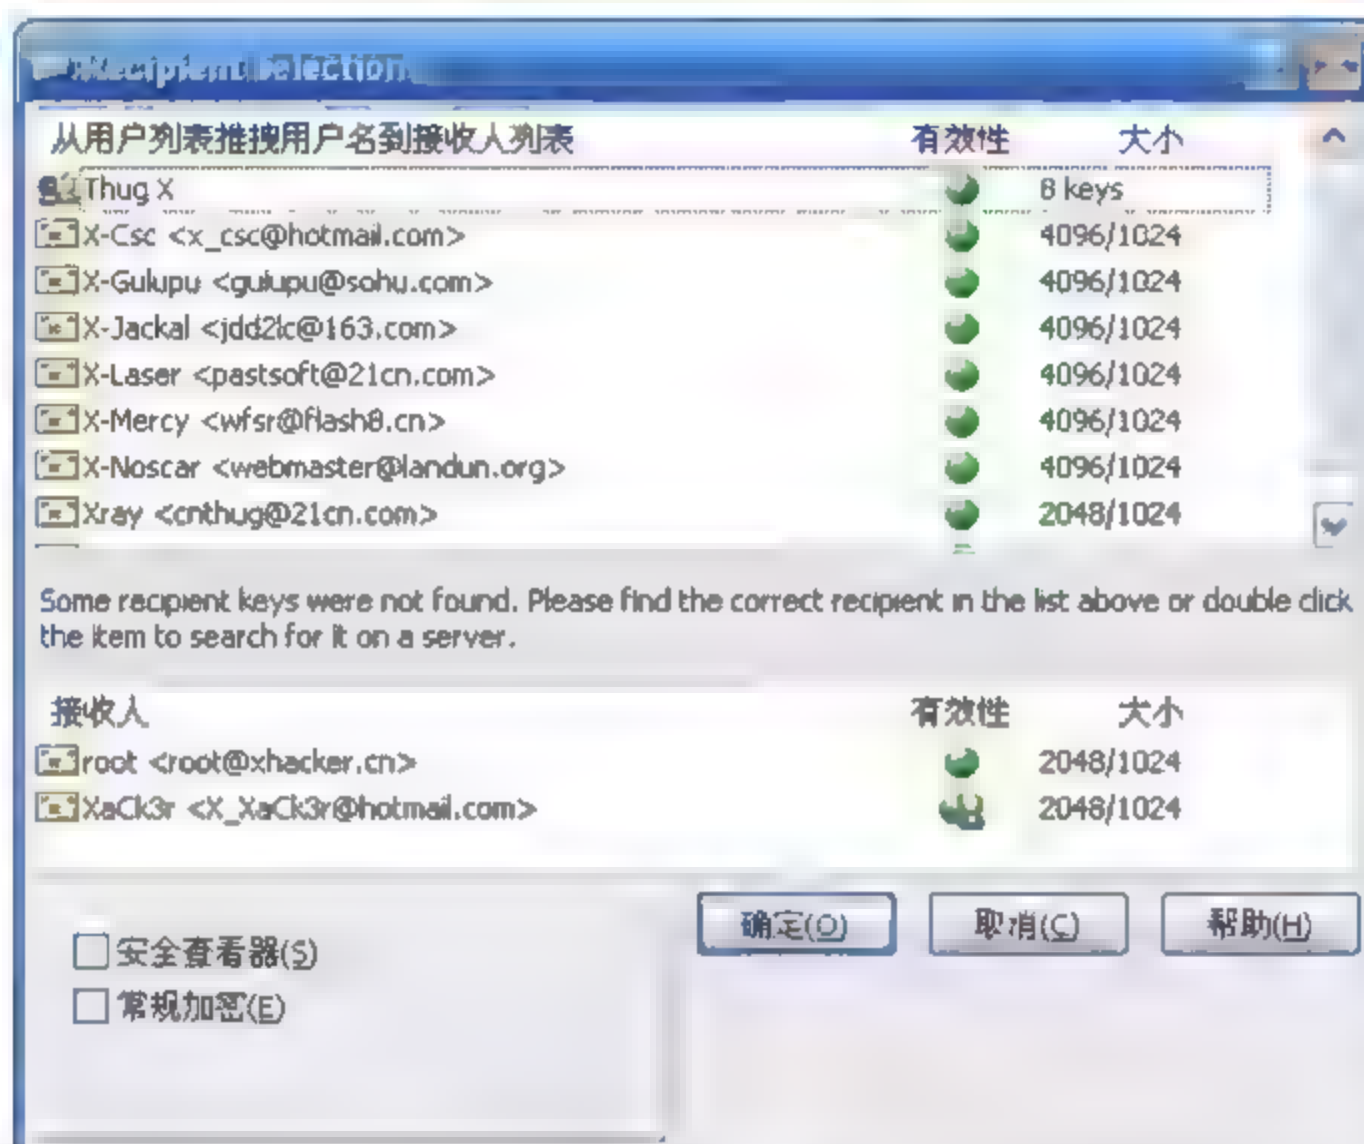 Recipient Selection
从用户列表推拽用户名到接收人列表 有效性 大小
Thug X 8 keys
X-Csc <x_csc@hotmail.com> 4096/1024
X-Gulupu <gulupu@sohu.com> 4096/1024
X-Jackal <jdd2lc@163.com> 4096/1024
X-Laser <pastsoft@21cn.com> 4096/1024
X-Mercy <wfsr@flash8.cn> 4096/1024
X-Noscar <webmaster@landun.org> 4096/1024
Xray <cnthug@21cn.com> 2048/1024
Some recipient keys were not found. Please find the correct recipient in the list above or double click
the item to search for it on a server.
接收人 有效性 大小
root <root@xhacker.cn> 2048/1024
XaCk3r <X_XaCk3r@hotmail.com> 2048/1024
确定(O) 取消(C) 帮助(H)
安全查看器(S)
常规加密(E)